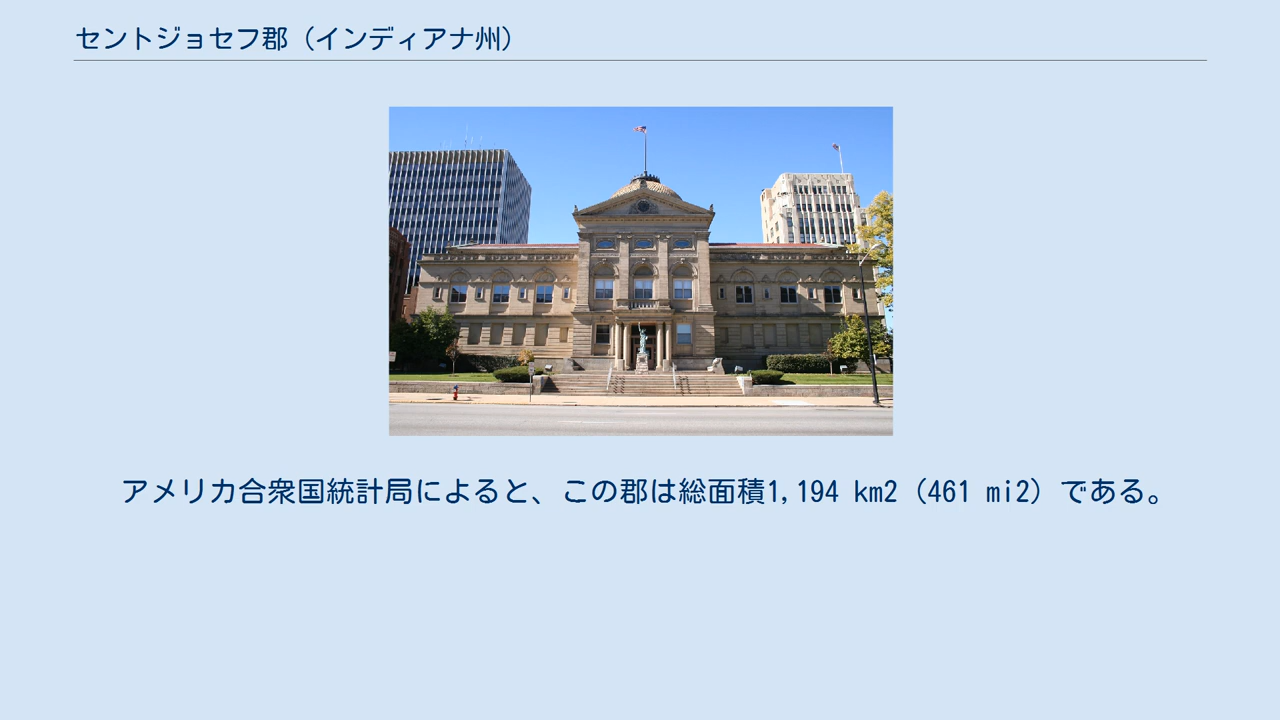 セントジョセフ郡（インディアナ州）
アメリカ合衆国統計局によると、この郡は総面積1,194 km2（461 mi2）である。